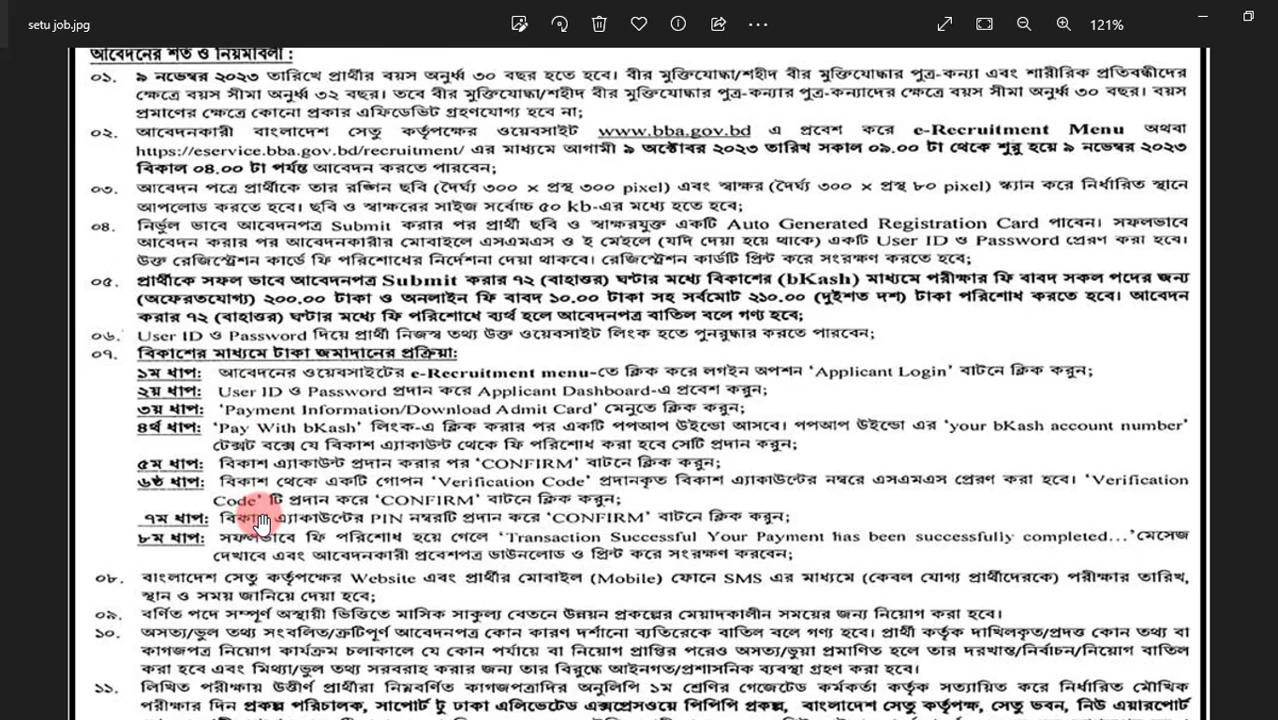 setu job.jpg
121%
আবেদনের শর্ত ও নিয়মাবলী :
০১. ৯ নভেম্বর ২০২৩ তারিখে প্রার্থীর বয়স অনুর্ধ্ব ৩০ বছর হতে হবে। বীর মুক্তিযোদ্ধা/শহীদ বীর মুক্তিযোদ্ধার পুত্র-কন্যা এবং শারীরিক প্রতিবন্ধীদের
ক্ষেত্রে বয়স সীমা অনুর্ধ্ব ৩২ বছর। তবে বীর মুক্তিযোদ্ধা/শহীদ বীর মুক্তিযোদ্ধার পুত্র-কন্যার পুত্র-কন্যাদের ক্ষেত্রে বয়স সীমা অনুর্ধ্ব ৩০ বছর। বয়স
প্রমাণের ক্ষেত্রে কোনো প্রকার এফিডেভিট গ্রহণযোগ্য হবে না;
০২. আবেদনকারী বাংলাদেশ সেতু কর্তৃপক্ষের ওয়েবসাইট www.bba.gov.bd এ প্রবেশ করে e-Recruitment Menu অথবা
https://eservice.bba.gov.bd/recruitment/ এর মাধ্যমে আগামী ৯ অক্টোবর ২০২৩ তারিখ সকাল ০৯.০০ টা থেকে শুরু হয়ে ৯ নভেম্বর ২০২৩
বিকাল ০৪.০০ টা পর্যন্ত আবেদন করতে পারবেন;
০৩. আবেদন পত্রে প্রার্থীকে তার রঙ্গিন ছবি (দৈর্ঘ্য ৩০০ × প্রস্থ ৩০০ pixel) এবং স্বাক্ষর (দৈর্ঘ্য ৩০০ × প্রস্থ ৮০ pixel) স্ক্যান করে নির্ধারিত স্থানে
আপলোড করতে হবে। ছবি ও স্বাক্ষরের সাইজ সর্বোচ্চ ৫০ kb-এর মধ্যে হতে হবে;
০৪. নির্ভুল ভাবে আবেদনপত্র Submit করার পর প্রার্থী ছবি ও স্বাক্ষরযুক্ত একটি Auto Generated Registration Card পাবেন। সফলভাবে
আবেদন করার পর আবেদনকারীর মোবাইলে এসএমএস ও ই মেইলে (যদি দেয়া হয়ে থাকে) একটি User ID ও Password প্রেরণ করা হবে।
উক্ত রেজিস্ট্রেশন কার্ডে ফি পরিশোধের নির্দেশনা দেয়া থাকবে। রেজিস্ট্রেশন কার্ডটি প্রিন্ট করে সংরক্ষণ করতে হবে;
০৫. প্রার্থীকে সফল ভাবে আবেদনপত্র Submit করার ৭২ (বাহাত্তর) ঘন্টার মধ্যে বিকাশের (bKash) মাধ্যমে পরীক্ষার ফি বাবদ সকল পদের জন্য
(অফেরতযোগ্য) ২০০.০০ টাকা ও অনলাইন ফি বাবদ ১০.০০ টাকা সহ সর্বমোট ২১০.০০ (দুইশত দশ) টাকা পরিশোধ করতে হবে। আবেদন
করার ৭২ (বাহাত্তর) ঘন্টার মধ্যে ফি পরিশোধে ব্যর্থ হলে আবেদনপত্র বাতিল বলে গণ্য হবে;
০৬. User ID ও Password দিয়ে প্রার্থী নিজস্ব তথ্য উক্ত ওয়েবসাইট লিংক হতে পুনরুদ্ধার করতে পারবেন;
০৭. বিকাশের মাধ্যমে টাকা জমাদানের প্রক্রিয়া:
১ম ধাপ: আবেদনের ওয়েবসাইটের e-Recruitment menu-তে ক্লিক করে লগইন অপশন ‘Applicant Login’ বাটনে ক্লিক করুন;
২য় ধাপ: User ID ও Password প্রদান করে Applicant Dashboard-এ প্রবেশ করুন;
৩য় ধাপ: ‘Payment Information/Download Admit Card’ মেনুতে ক্লিক করুন;
৪র্থ ধাপ: ‘Pay With bKash’ লিংক-এ ক্লিক করার পর একটি পপআপ উইন্ডো আসবে। পপআপ উইন্ডো এর ‘your bKash account number’
টেক্সট বক্সে যে বিকাশ এ্যাকাউন্ট থেকে ফি পরিশোধ করা হবে সেটি প্রদান করুন;
৫ম ধাপ: বিকাশ এ্যাকাউন্ট প্রদান করার পর ‘CONFIRM’ বাটনে ক্লিক করুন;
৬ষ্ঠ ধাপ: বিকাশ থেকে একটি গোপন ‘Verification Code’ প্রদানকৃত বিকাশ এ্যাকাউন্টের নম্বরে এসএমএস প্রেরণ করা হবে। ‘Verification
Code’ টি প্রদান করে ‘CONFIRM’ বাটনে ক্লিক করুন;
৭ম ধাপ: বিকাশ এ্যাকাউন্টের PIN নম্বরটি প্রদান করে ‘CONFIRM’ বাটনে ক্লিক করুন;
৮ম ধাপ: সফলভাবে ফি পরিশোধ হয়ে গেলে ‘Transaction Successful Your Payment has been successfully completed...’মেসেজ
দেখাবে এবং আবেদনকারী প্রবেশপত্র ডাউনলোড ও প্রিন্ট করে সংরক্ষণ করবেন;
০৮. বাংলাদেশ সেতু কর্তৃপক্ষের Website এবং প্রার্থীর মোবাইল (Mobile) ফোনে SMS এর মাধ্যমে (কেবল যোগ্য প্রার্থীদেরকে) পরীক্ষার তারিখ,
স্থান ও সময় জানিয়ে দেয়া হবে;
০৯. বর্ণিত পদে সম্পূর্ণ অস্থায়ী ভিত্তিতে মাসিক সাকুল্য বেতনে উন্নয়ন প্রকল্পের মেয়াদকালীন সময়ের জন্য নিয়োগ করা হবে।
১০. অসত্য/ভুল তথ্য সংবলিত/ত্রুটিপূর্ণ আবেদনপত্র কোন কারণ দর্শানো ব্যতিরেকে বাতিল বলে গণ্য হবে। প্রার্থী কর্তৃক দাখিলকৃত/প্রদত্ত কোন তথ্য বা
কাগজপত্র নিয়োগ কার্যক্রম চলাকালে যে কোন পর্যায়ে বা নিয়োগ প্রাপ্তির পরেও অসত্য/ভুয়া প্রমাণিত হলে তার দরখাস্ত/নির্বাচন/নিয়োগ বাতিল
করা হবে এবং মিথ্যা/ভুল তথ্য সরবরাহ করার জন্য তার বিরুদ্ধে আইনগত/প্রশাসনিক ব্যবস্থা গ্রহণ করা হবে।
১১. লিখিত পরীক্ষায় উত্তীর্ণ প্রার্থীরা নিম্নবর্ণিত কাগজপত্রাদির অনুলিপি ১ম শ্রেণির গেজেটেড কর্মকর্তা কর্তৃক সত্যায়িত করে নির্ধারিত মৌখিক
পরীক্ষার দিন প্রকল্প পরিচালক, সাপোর্ট টু ঢাকা এলিভেটেড এক্সপ্রেসওয়ে পিপিপি প্রকল্প, বাংলাদেশ সেতু কর্তৃপক্ষ, সেতু ভবন, নিউ এয়ারপোর্ট